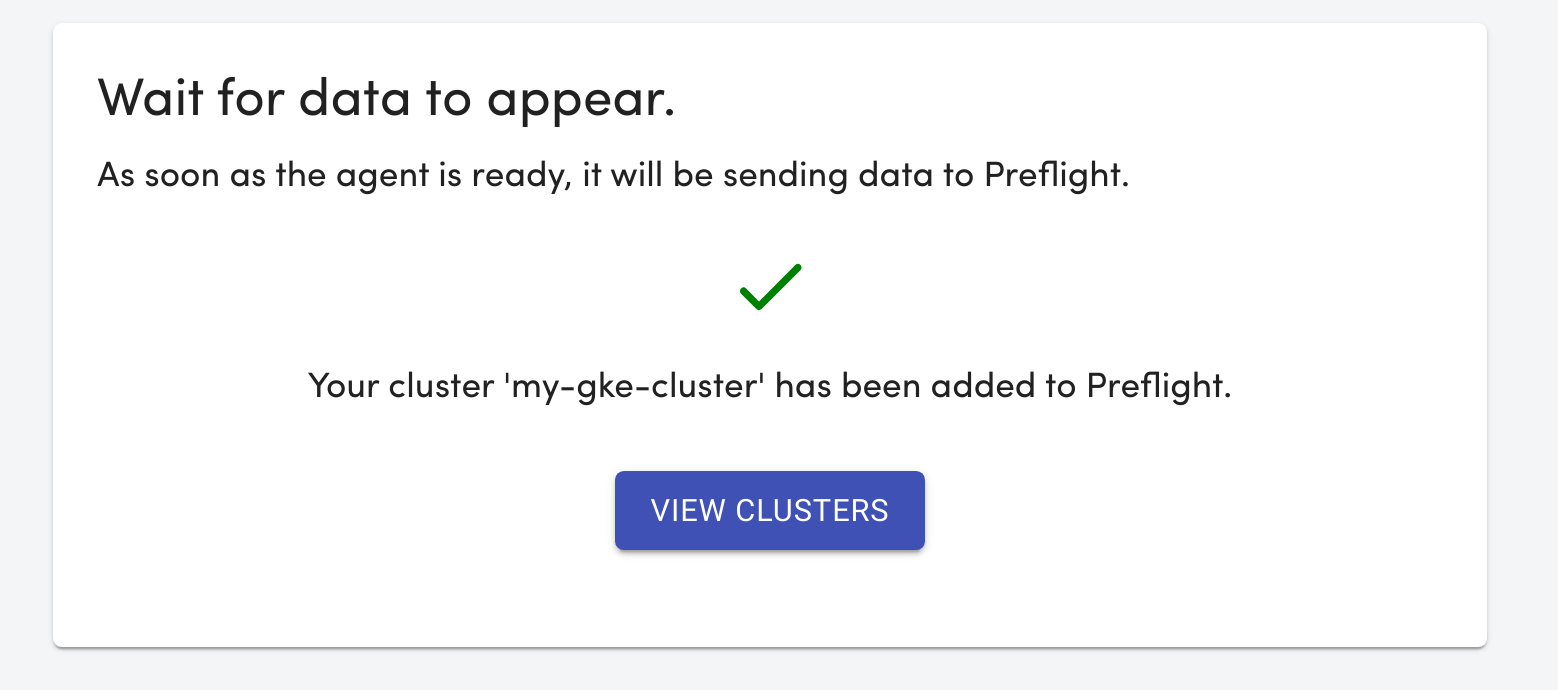 Wait for data to appear.
As soon as the agent is ready, it will be sending data to Preflight.
Your cluster 'my-gke-cluster' has been added to Preflight.
VIEW CLUSTERS